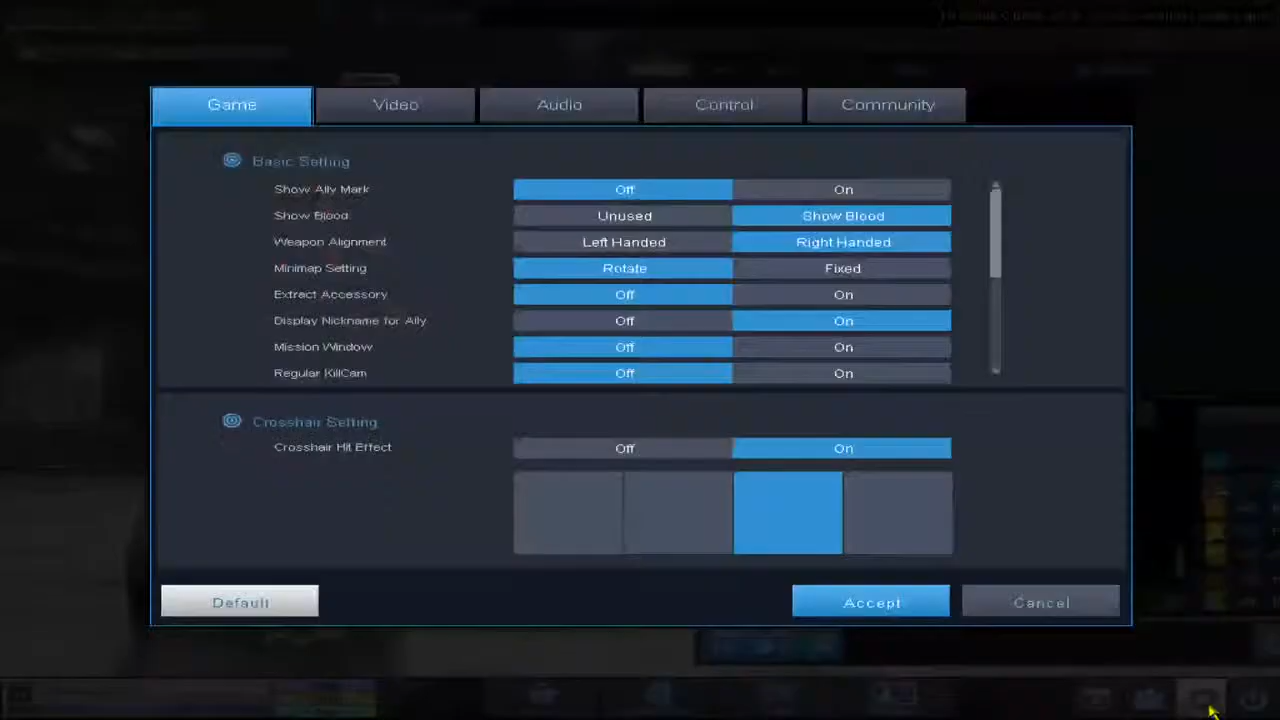 Game Video Audio Control Community
Basic Setting
Show Ally Mark Off On
Show Blood Unused Show Blood
Weapon Alignment Left Handed Right Handed
Minimap Setting Rotate Fixed
Extract Accessory Off On
Display Nickname for Ally Off On
Mission Window Off On
Regular KillCam Off On
Crosshair Setting
Crosshair Hit Effect Off On
Default Accept Cancel